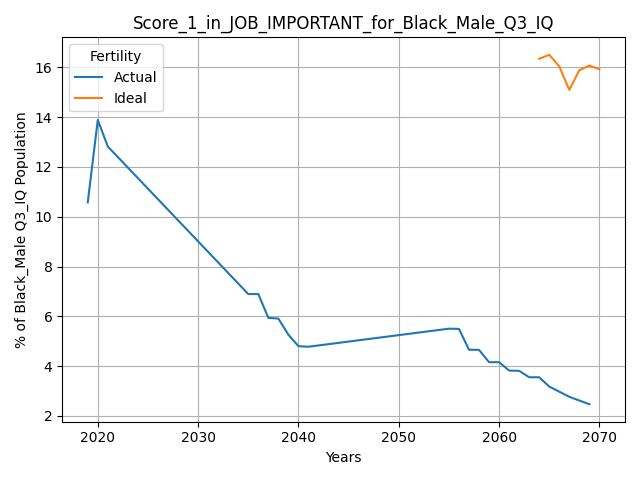 Score_1_in_JOB_IMPORTANT_for_Black_Male_Q3_IQ
Fertility
Actual
Ideal
% of Black_Male Q3_IQ Population
16
14
12
10
8
6
4
2
2020 2030 2040 2050 2060 2070
Years